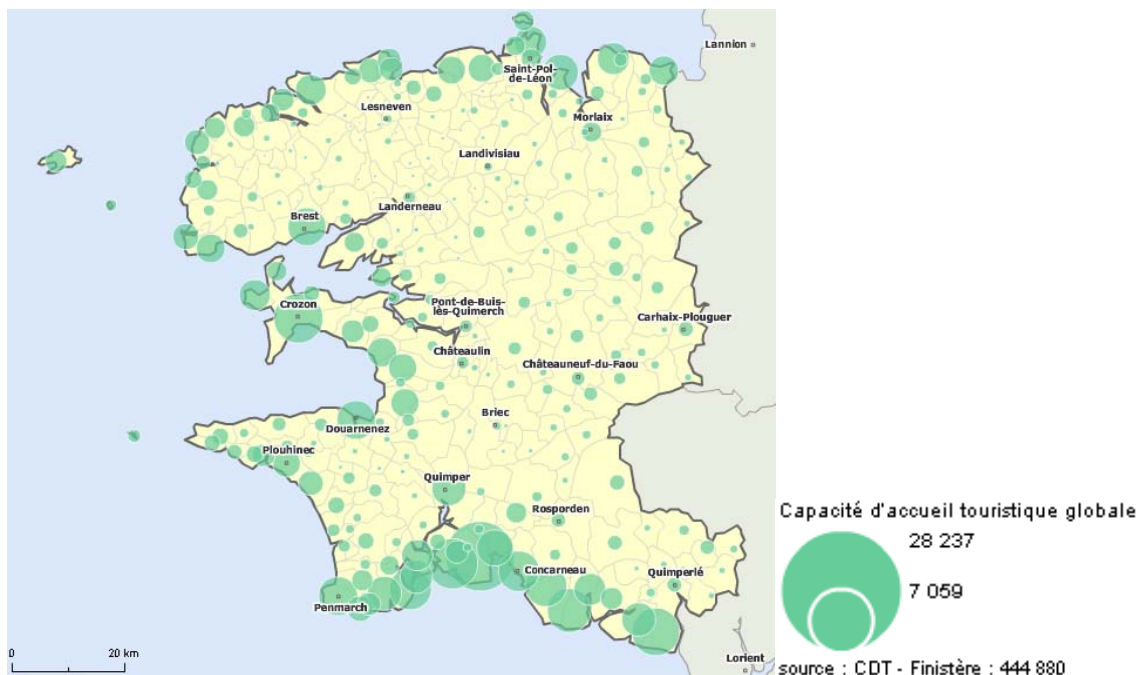 Lannion
Saint-Pol-
de-Léon
Lesneven
Morlaix
Landivisiau
Landerneau
Brest
Crozon
Pont-de-Buis-
lès-Quimerch
Carhaix-Plouguer
Châteaulin
Châteauneuf-du-Faou
Briec
Douarnenez
Plouhinec
Quimper
Rosporden
Concarneau
Quimperlé
Penmarch
Lorient
0 20 km
Capacité d'accueil touristique globale
28 237
7 059
source : CDT - Finistère : 444 880